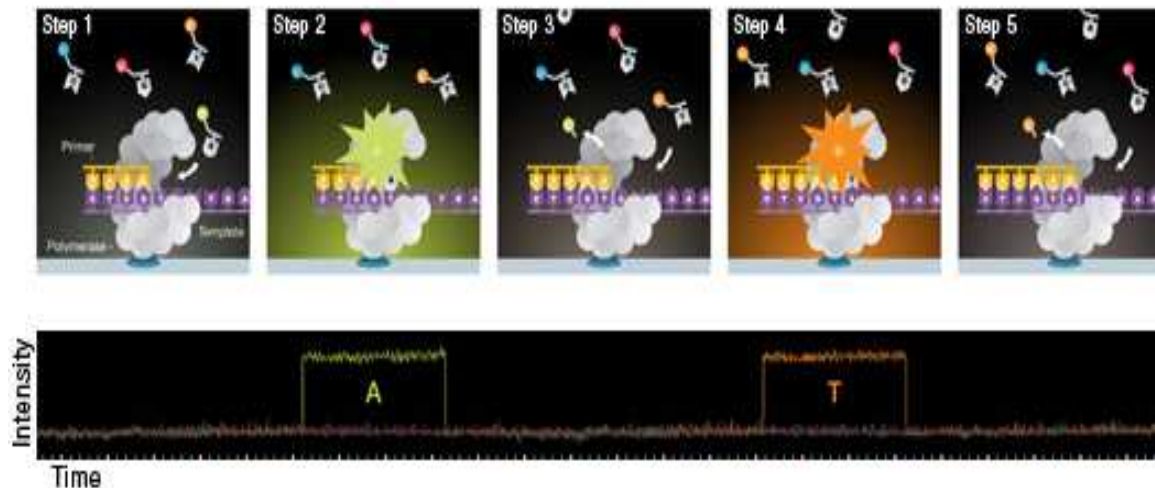 Step 1
Step 2
Step 3
Step 4
Step 5
Primer
Template
Polymerase
A
T
Intensity
Time